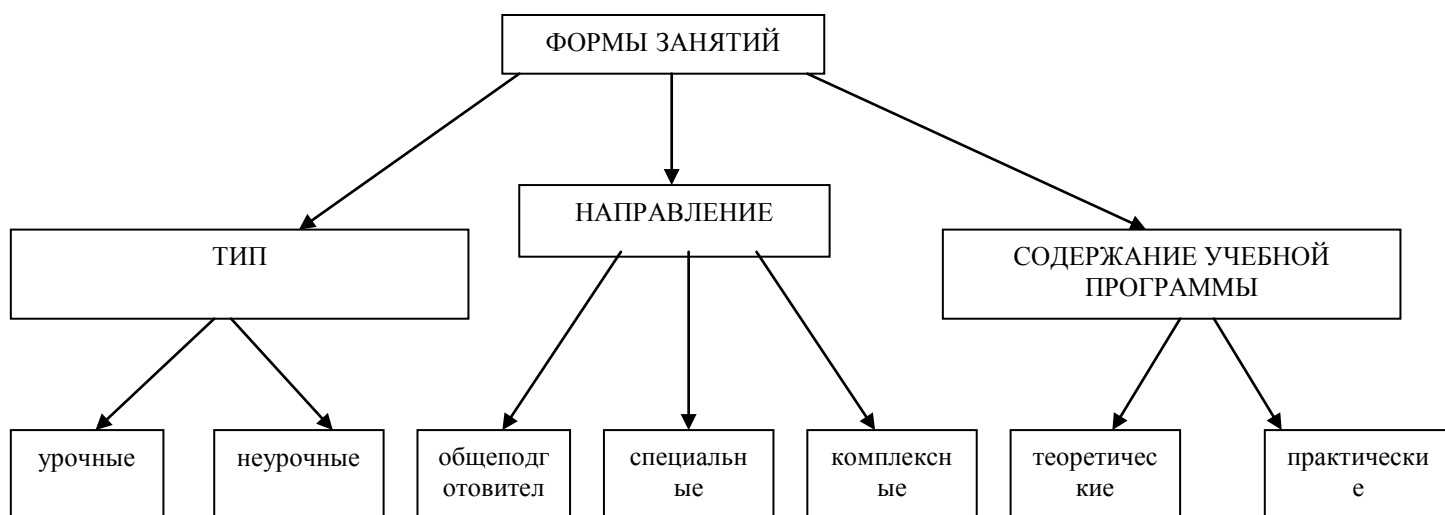 ФОРМЫ ЗАНЯТИЙ
НАПРАВЛЕНИЕ
ТИП
СОДЕРЖАНИЕ УЧЕБНОЙ
ПРОГРАММЫ
урочные
неурочные
общеподг
отовител
специальн
ые
комплексн
ые
теоретичес
кие
практически
е